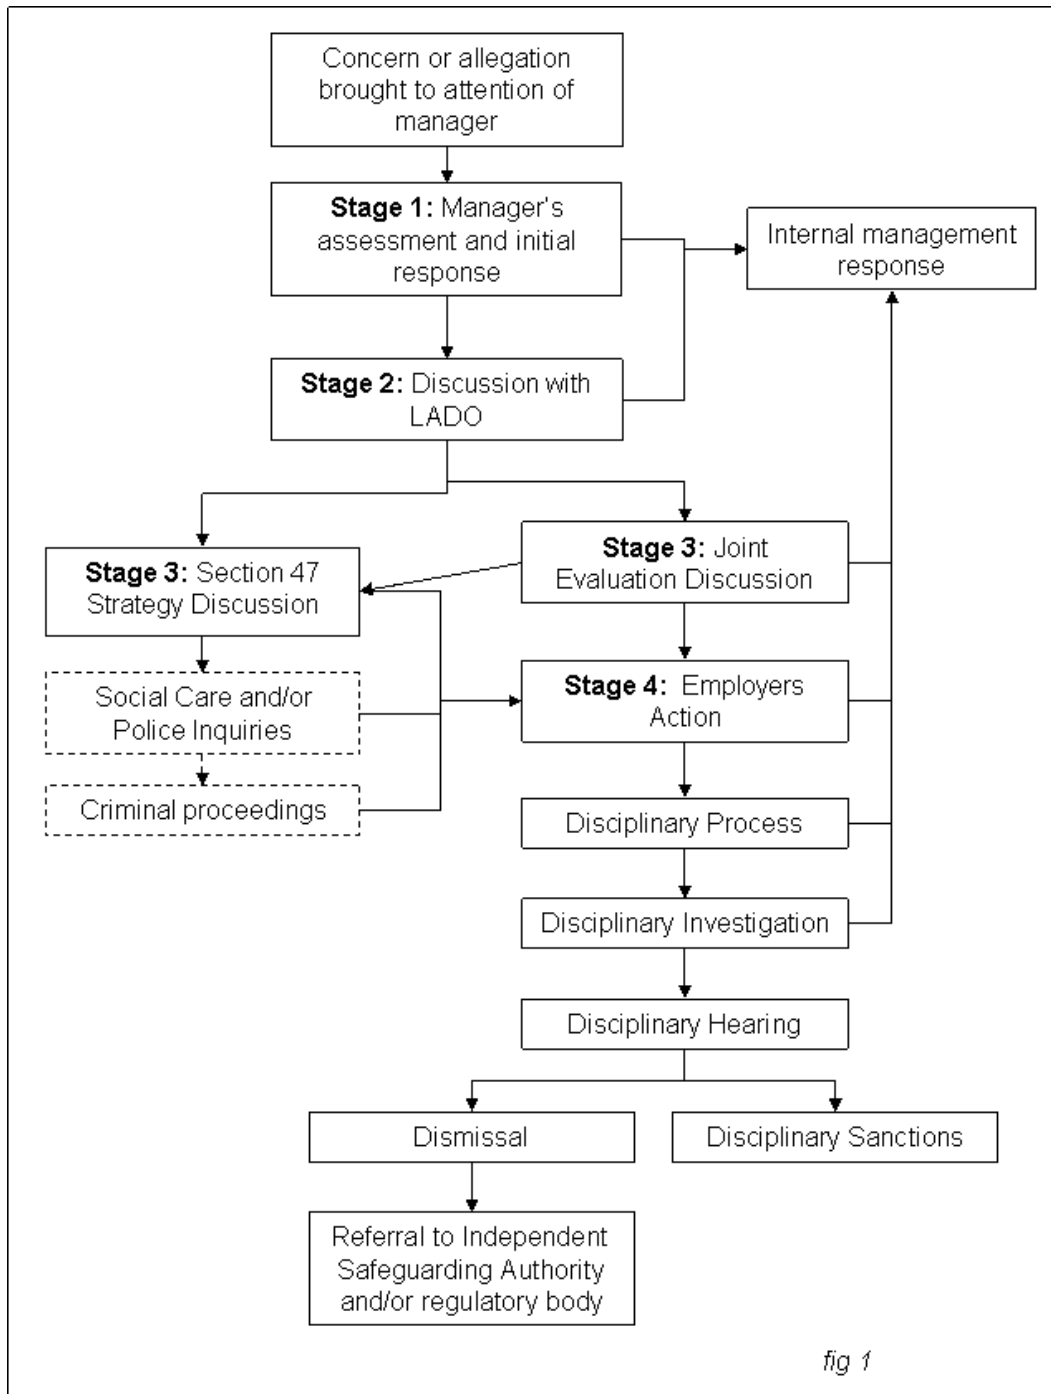 Concern or allegation
brought to attention of
manager
Stage 1: Manager's
assessment and initial
response
Internal management
response
Stage 2: Discussion with
LADO
Stage 3: Section 47
Strategy Discussion
Stage 3: Joint
Evaluation Discussion
Social Care and/or
Police Inquiries
Stage 4: Employers
Action
Criminal proceedings
Disciplinary Process
Disciplinary Investigation
Disciplinary Hearing
Dismissal
Disciplinary Sanctions
Referral to Independent
Safeguarding Authority
and/or regulatory body
fig 1